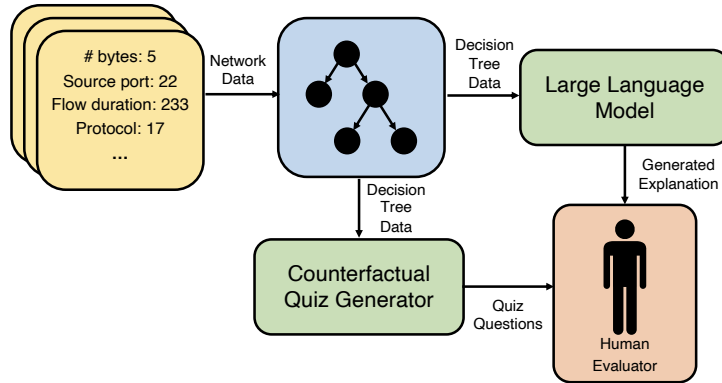 # bytes: 5
Source port: 22
Flow duration: 233
Protocol: 17
...
Network
Data
Decision
Tree
Data
Large Language
Model
Decision
Tree
Data
Generated
Explanation
Counterfactual
Quiz Generator
Quiz
Questions
Human
Evaluator